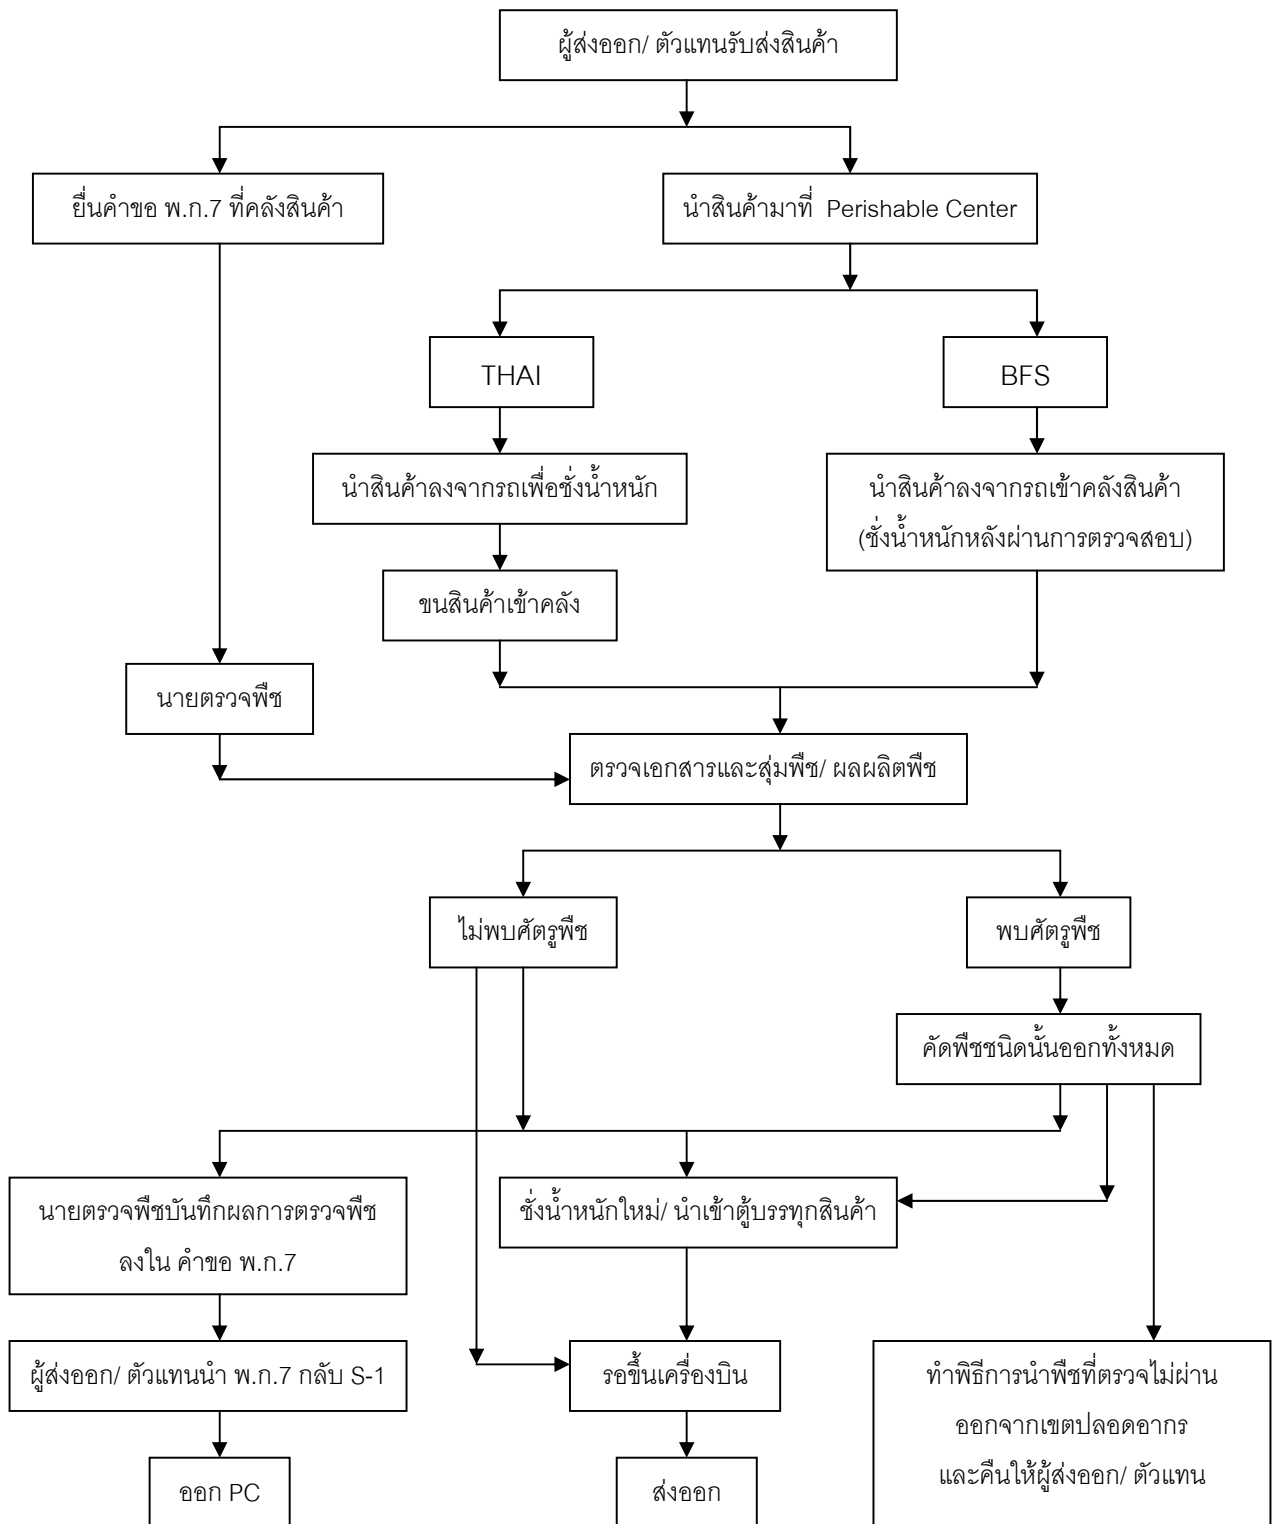 ผู้ส่งออก/ ตัวแทนรับส่งสินค้า
ยื่นคำขอ พ.ก.7 ที่คลังสินค้า
นำสินค้ามาที่ Perishable Center
THAI
BFS
นำสินค้าลงจากรถเพื่อชั่งน้ำหนัก
นำสินค้าลงจากรถเข้าคลังสินค้า
(ชั่งน้ำหนักหลังผ่านการตรวจสอบ)
ขนสินค้าเข้าคลัง
นายตรวจพืช
ตรวจเอกสารและสุ่มพืช/ ผลผลิตพืช
ไม่พบศัตรูพืช
พบศัตรูพืช
คัดพืชชนิดนั้นออกทั้งหมด
นายตรวจพืชบันทึกผลการตรวจพืช
ลงใน คำขอ พ.ก.7
ชั่งน้ำหนักใหม่/ นำเข้าตู้บรรทุกสินค้า
ผู้ส่งออก/ ตัวแทนนำ พ.ก.7 กลับ S-1
รอขึ้นเครื่องบิน
ทำพิธีการนำพืชที่ตรวจไม่ผ่าน
ออกจากเขตปลอดอากร
และคืนให้ผู้ส่งออก/ ตัวแทน
ออก PC
ส่งออก